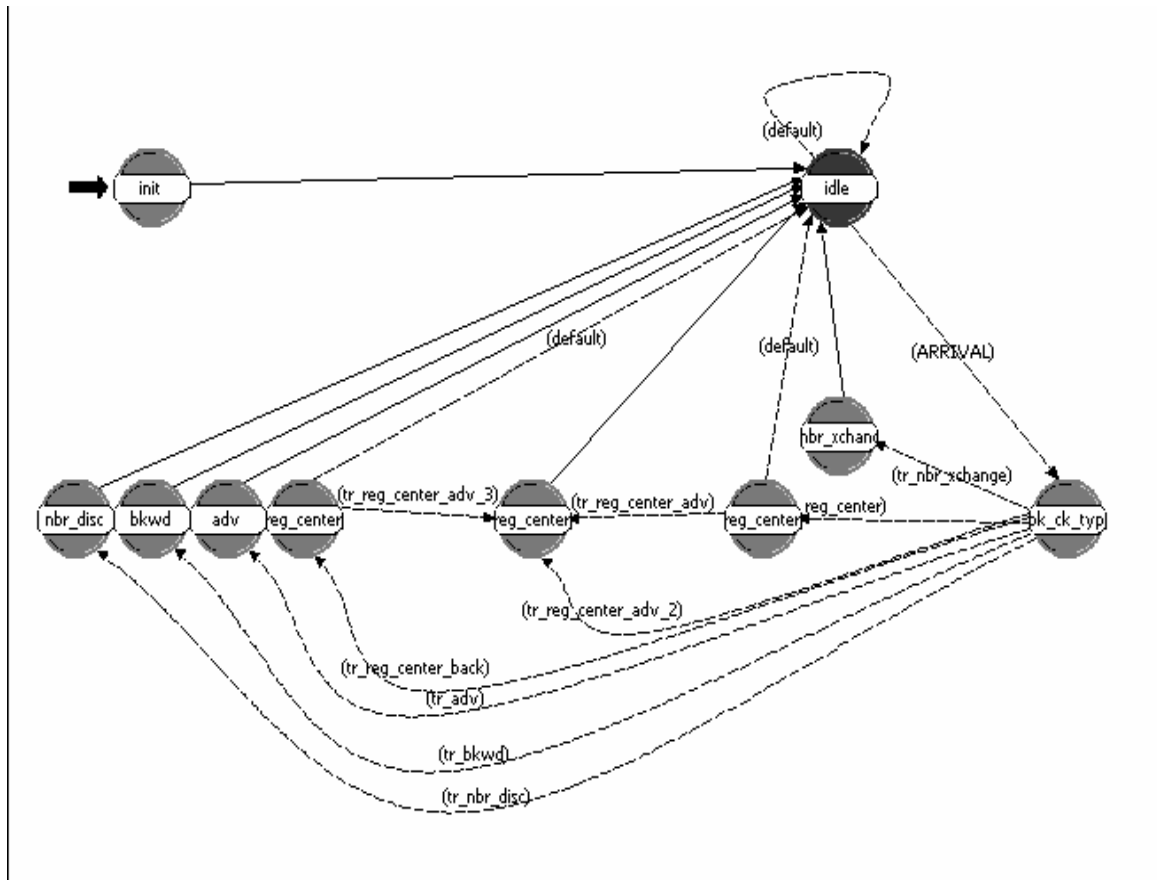 (default)
init
idle
(default)
(default)
(ARRIVAL)
nbr_xchang
(tr_nbr_xchange)
(tr_reg_center_adv_3)
(tr_reg_center_adv)
reg_center)
nbr_disc
bkwd
adv
reg_center
reg_center
reg_center
ok_ck_typ
(tr_reg_center_adv_2)
(tr_reg_center_back)
(tr_adv)
(tr_bkwd)
(tr_nbr_disc)